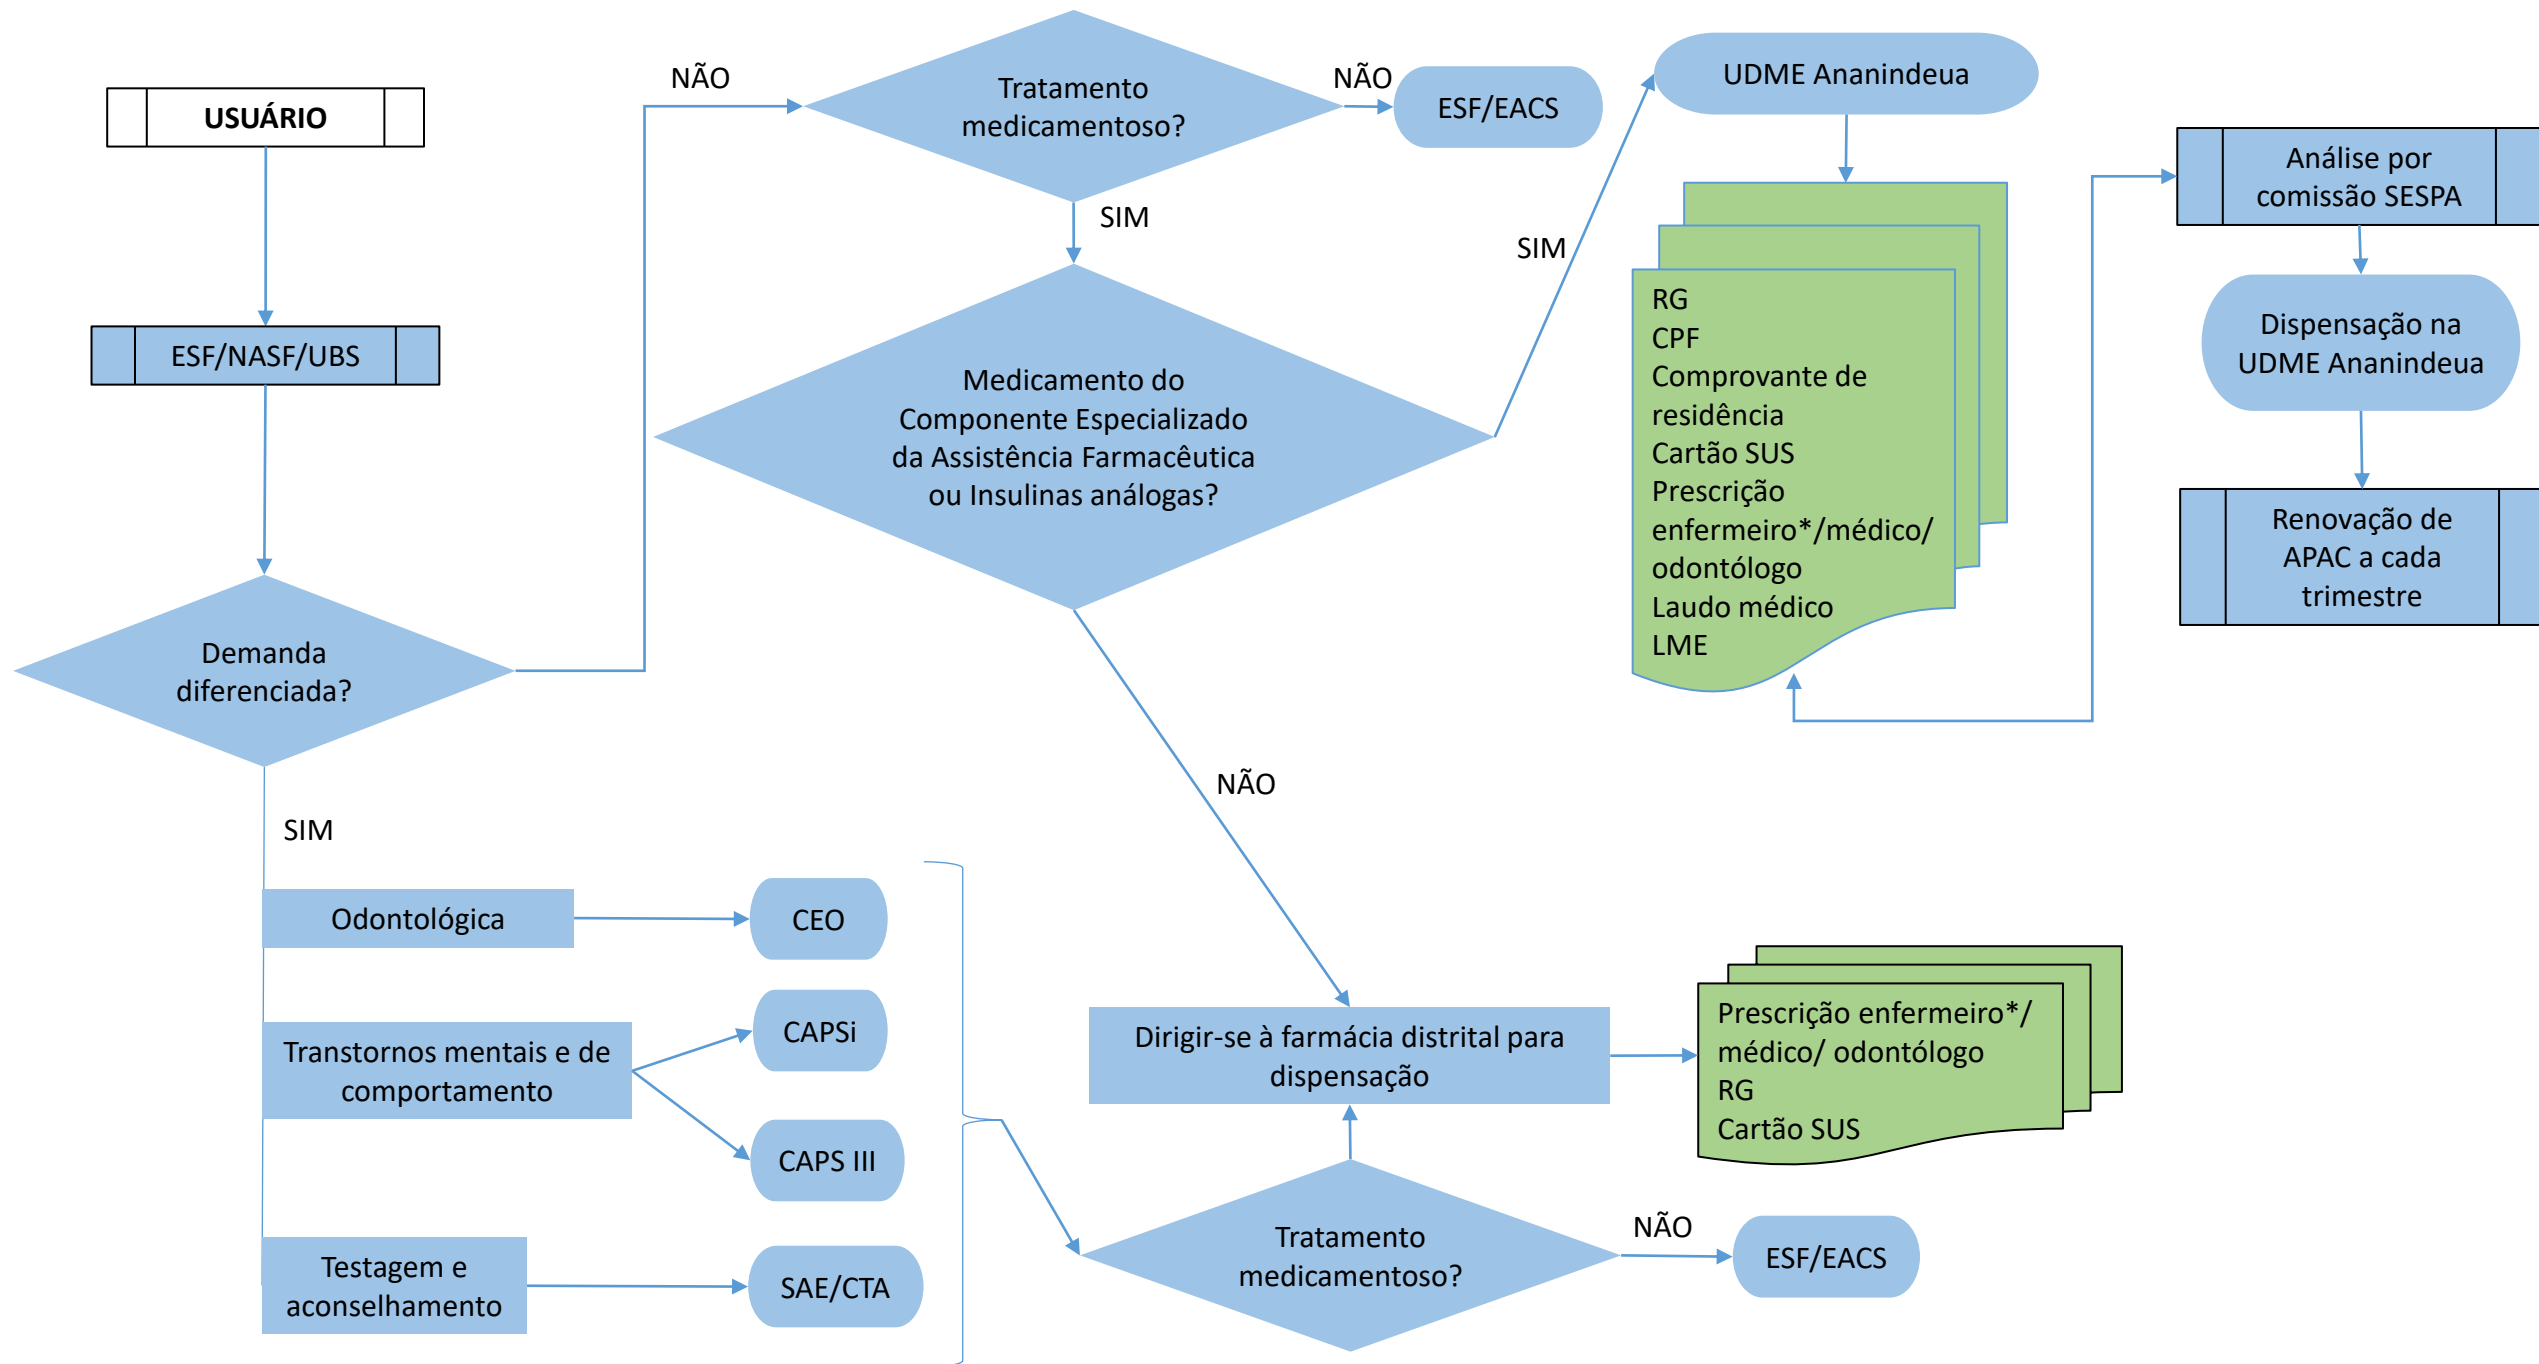 USUÁRIO
ESF/NASF/UBS
Demanda
diferenciada?
NÃO
Tratamento
medicamentoso?
NÃO
ESF/EACS
SIM
Medicamento do
Componente Especializado
da Assistência Farmacêutica
ou Insulinas análogas?
SIM
UDME Ananindeua
RG
CPF
Comprovante de
residência
Cartão SUS
Prescrição
enfermeiro*/médico/
odontólogo
Laudo médico
LME
Análise por
comissão SESPA
Dispensação na
UDME Ananindeua
Renovação de
APAC a cada
trimestre
NÃO
SIM
Odontológica
CEO
Transtornos mentais e de
comportamento
CAPSi
CAPS III
Testagem e
aconselhamento
SAE/CTA
Dirigir-se à farmácia distrital para
dispensação
Prescrição enfermeiro*/
médico/ odontólogo
RG
Cartão SUS
Tratamento
medicamentoso?
NÃO
ESF/EACS